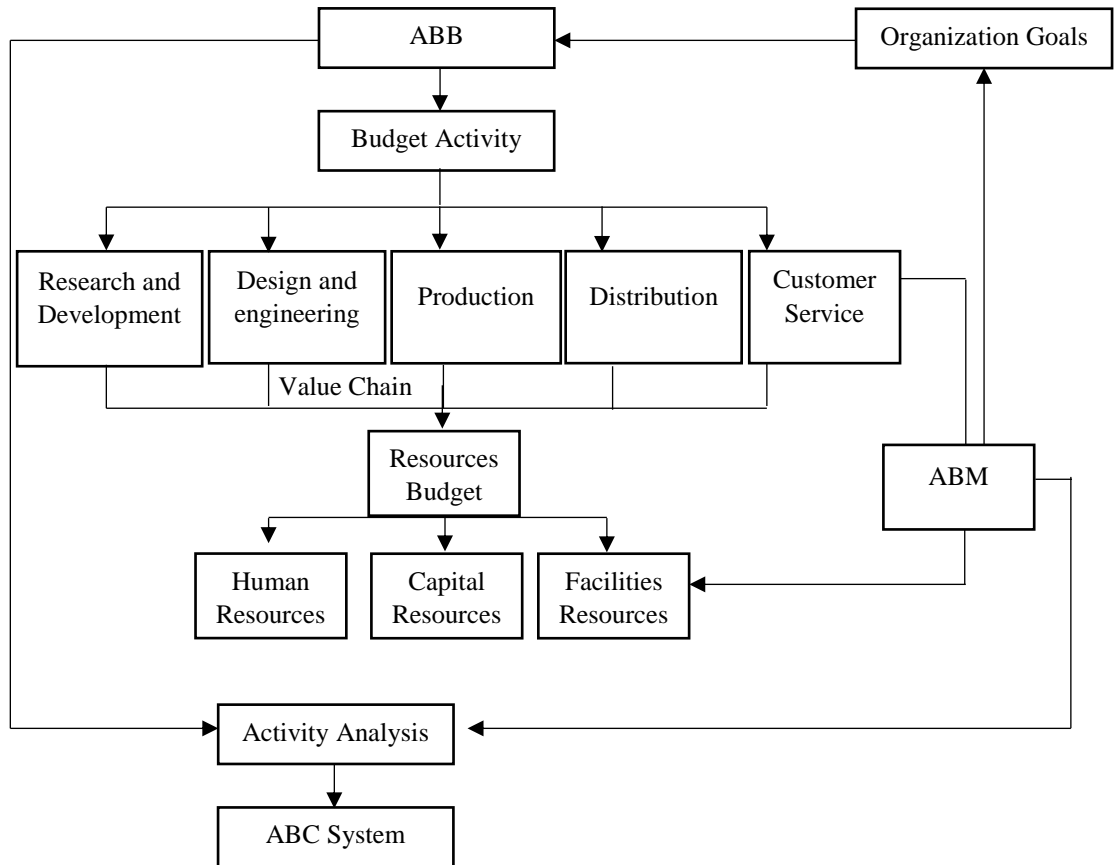 ABB
Organization Goals
Budget Activity
Research and
Development
Design and
engineering
Production
Distribution
Customer
Service
Value Chain
Resources
Budget
ABM
Human
Resources
Capital
Resources
Facilities
Resources
Activity Analysis
ABC System